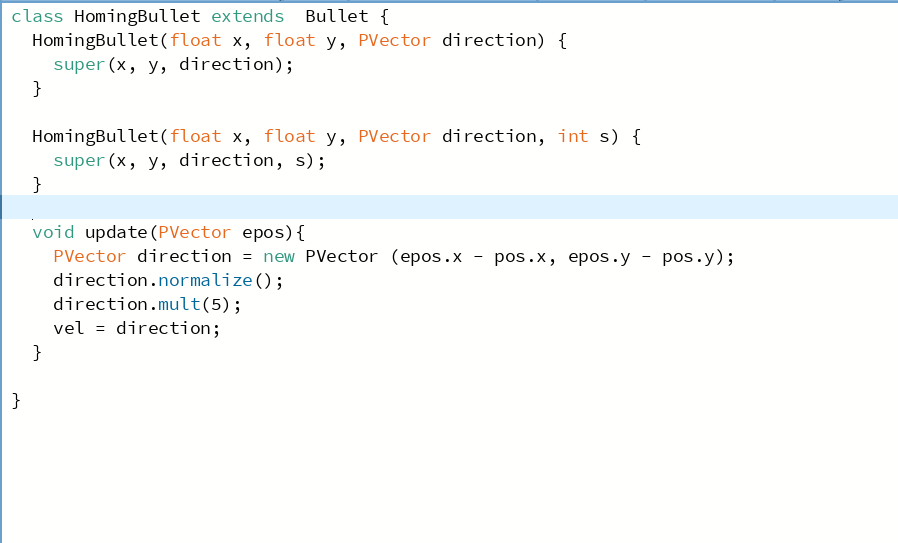 class HomingBullet extends  Bullet {
  HomingBullet(float x, float y, PVector direction) {
    super(x, y, direction);
  }

  HomingBullet(float x, float y, PVector direction, int s) {
    super(x, y, direction, s);
  }

  void update(PVector epos){
    PVector direction = new PVector (epos.x - pos.x, epos.y - pos.y);
    direction.normalize();
    direction.mult(5);
    vel = direction;
  }

}